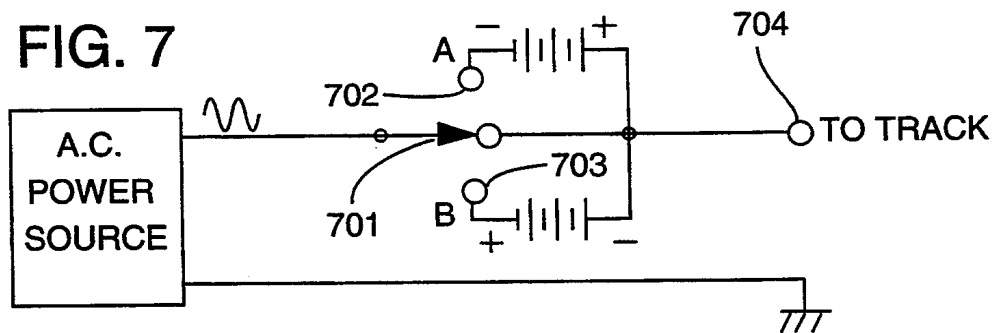 FIG. 7
A.C.
POWER
SOURCE
A
− +
702
701
703
B
+ −
704
TO TRACK